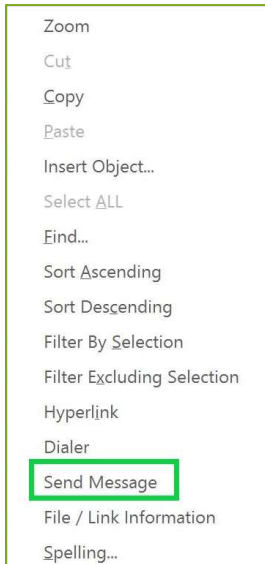 Zoom
Cut
Copy
Paste
Insert Object...
Select ALL
Find...
Sort Ascending
Sort Descending
Filter By Selection
Filter Excluding Selection
Hyperlink
Dialer
Send Message
File / Link Information
Spelling...